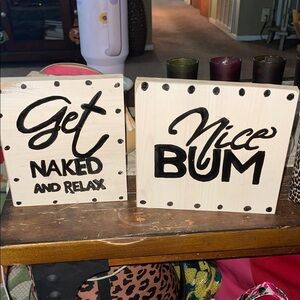 Get
NAKED
AND RELAX
Nice
BUM